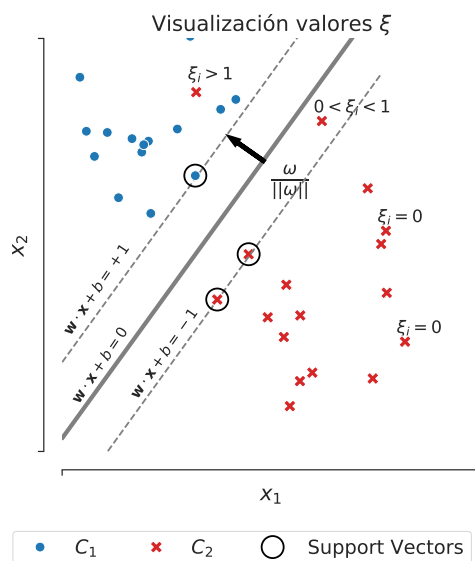 Visualización valores ξ
ξᵢ > 1
0 < ξᵢ < 1
ω
||ω||
ξᵢ = 0
ξᵢ = 0
w · x + b = +1
w · x + b = 0
w · x + b = −1
x₂
x₁
C₁
C₂
Support Vectors